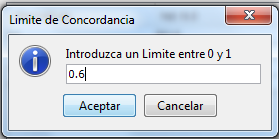 Limite de Concordancia
Introduzca un Limite entre 0 y 1
0.6
Aceptar
Cancelar